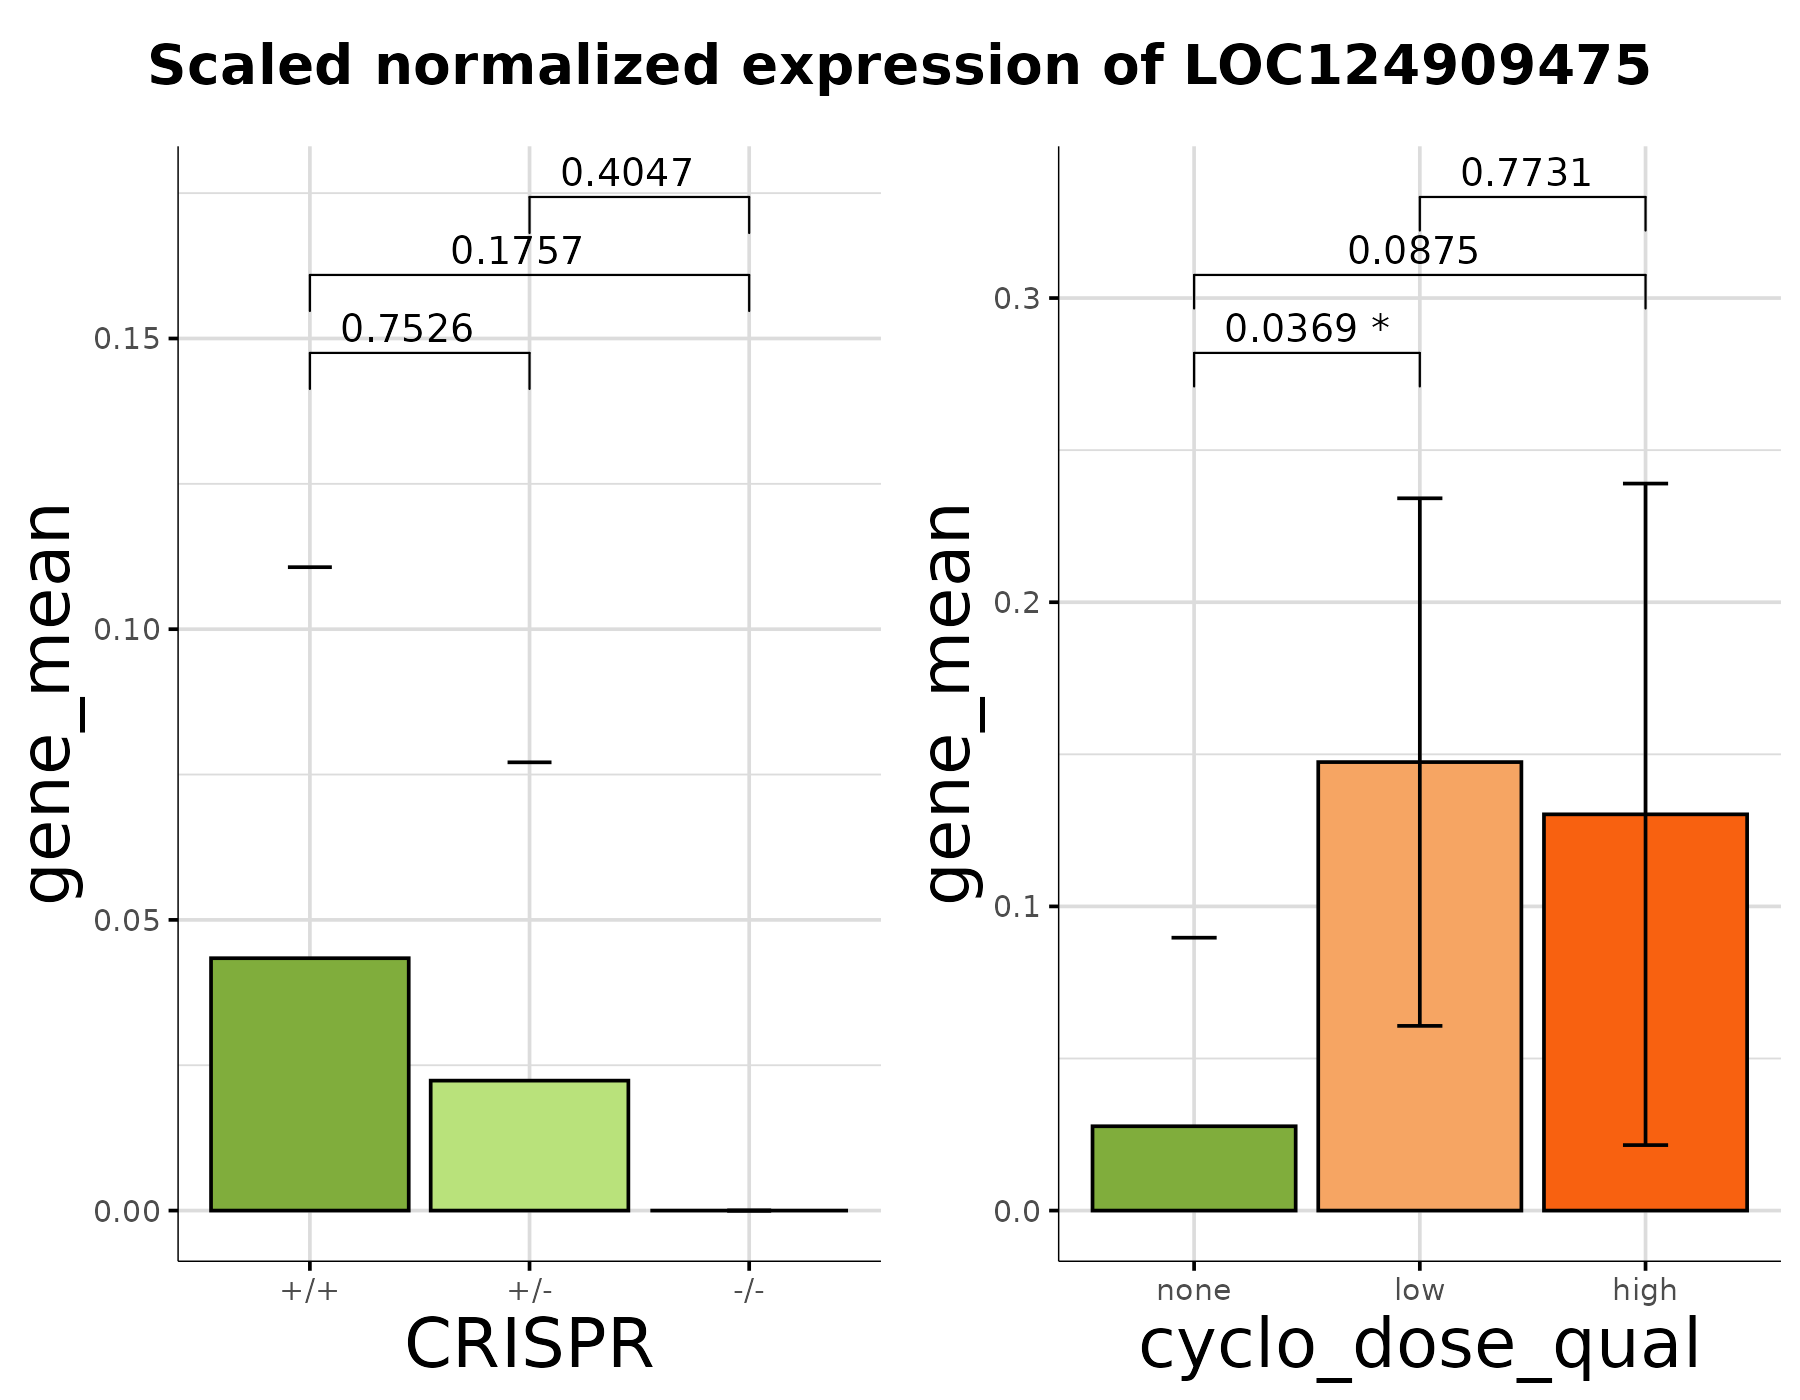 Scaled normalized expression of LOC124909475
0.4047
0.1757
0.7526
0.15
0.10
0.05
0.00
gene_mean
+/+ +/- -/-
CRISPR
0.7731
0.0875
0.0369 *
0.3
0.2
0.1
0.0
gene_mean
none low high
cyclo_dose_qual